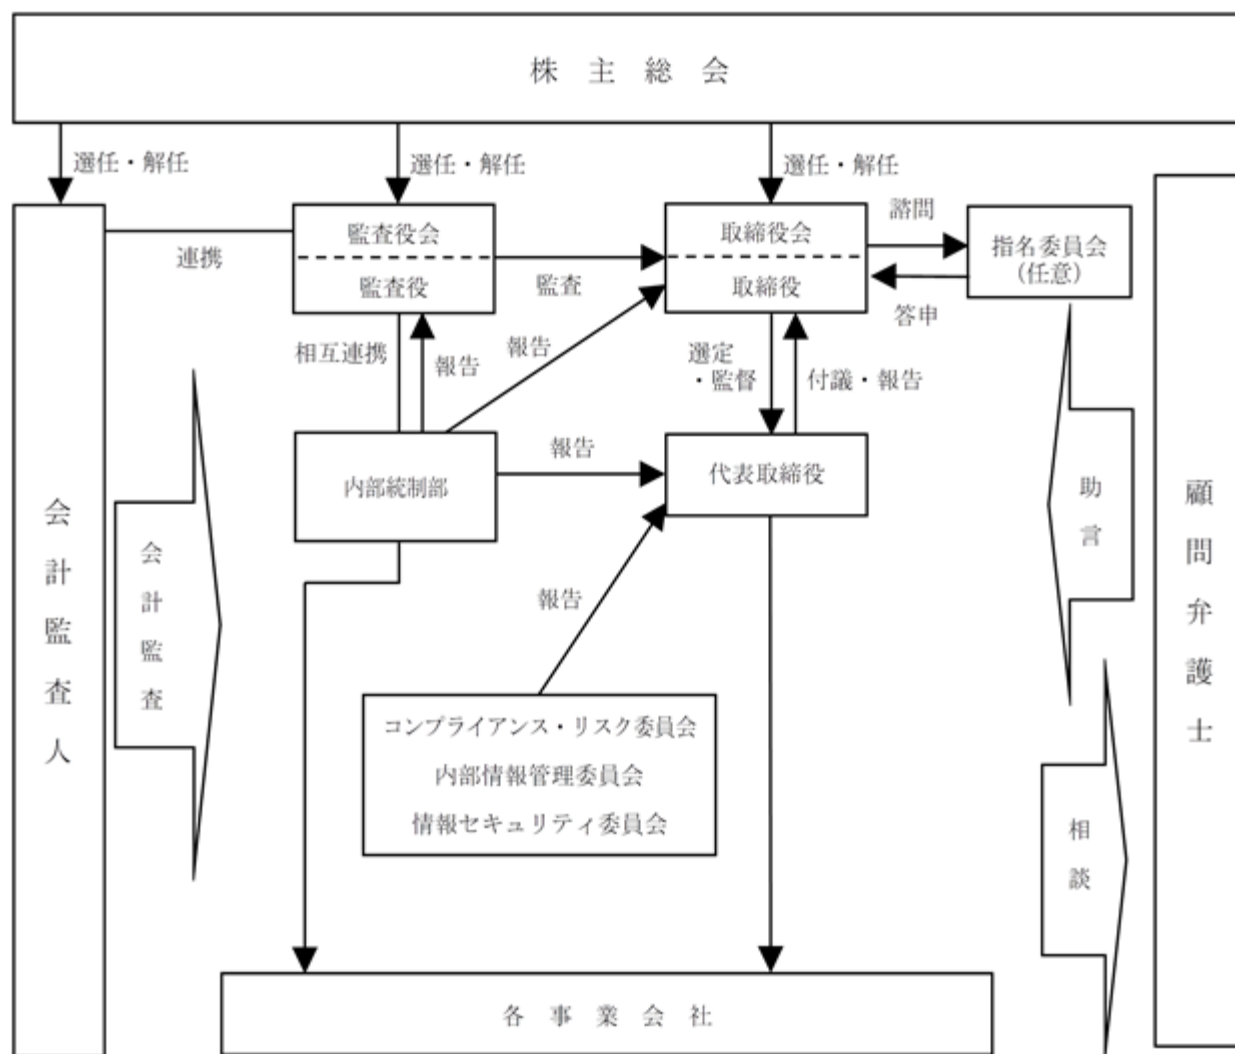 株主総会
選任・解任
選任・解任
選任・解任
会計監査人
連携
監査役会
監査役
監査
取締役会
取締役
諮問
答申
指名委員会
（任意）
相互連携
報告
報告
選定
・監督
付議・報告
内部統制部
報告
代表取締役
会計監査
助言
顧問弁護士
報告
コンプライアンス・リスク委員会
内部情報管理委員会
情報セキュリティ委員会
相談
各事業会社